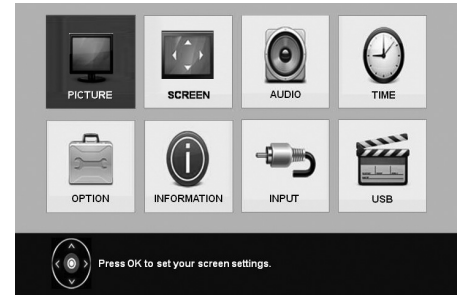 PICTURE
SCREEN
AUDIO
TIME
OPTION
INFORMATION
INPUT
USB
Press OK to set your screen settings.